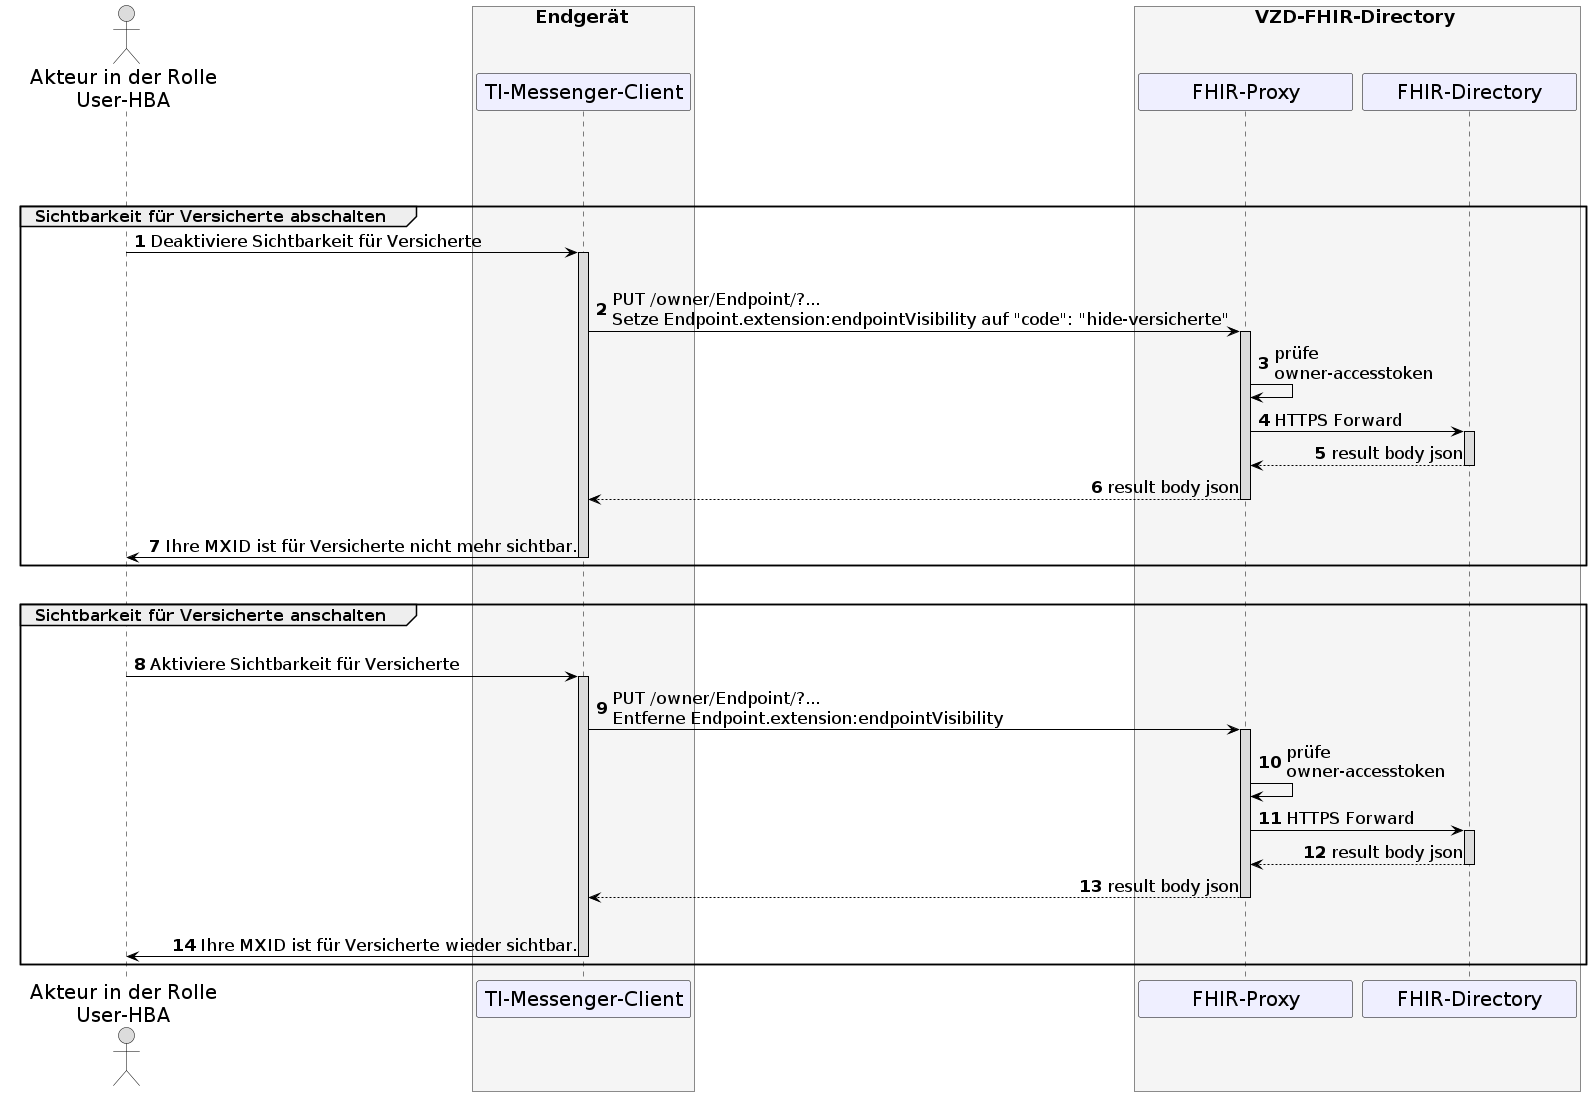 Endgerät
VZD-FHIR-Directory
Akteur in der Rolle
User-HBA
TI-Messenger-Client
FHIR-Proxy
FHIR-Directory
Sichtbarkeit für Versicherte abschalten
1 Deaktiviere Sichtbarkeit für Versicherte
2 PUT /owner/Endpoint/?...
Setze Endpoint.extension:endpointVisibility auf "code": "hide-versicherte"
3 prüfe
owner-accesstoken
4 HTTPS Forward
5 result body json
6 result body json
7 Ihre MXID ist für Versicherte nicht mehr sichtbar.
Sichtbarkeit für Versicherte anschalten
8 Aktiviere Sichtbarkeit für Versicherte
9 PUT /owner/Endpoint/?...
Entferne Endpoint.extension:endpointVisibility
10 prüfe
owner-accesstoken
11 HTTPS Forward
12 result body json
13 result body json
14 Ihre MXID ist für Versicherte wieder sichtbar.
Akteur in der Rolle
User-HBA
TI-Messenger-Client
FHIR-Proxy
FHIR-Directory